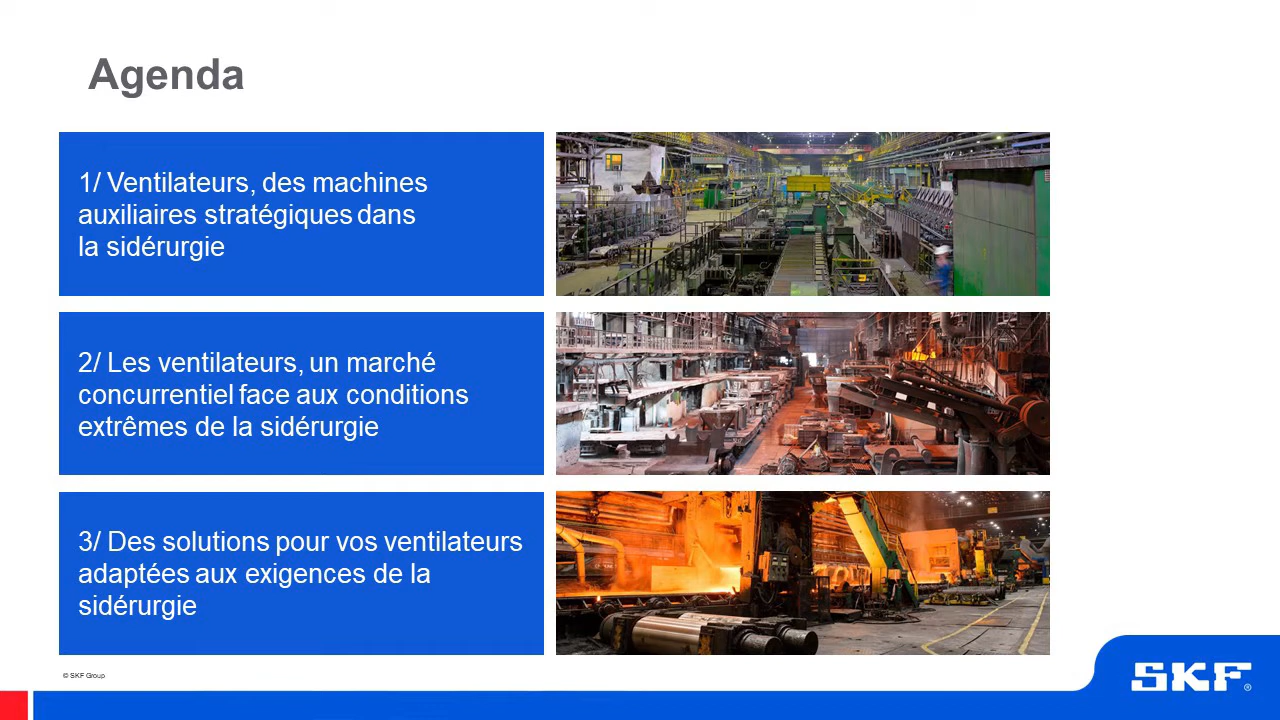 Agenda
1/ Ventilateurs, des machines
auxiliaires stratégiques dans
la sidérurgie
2/ Les ventilateurs, un marché
concurrentiel face aux conditions
extrêmes de la sidérurgie
3/ Des solutions pour vos ventilateurs
adaptées aux exigences de la
sidérurgie
© SKF Group
SKF®